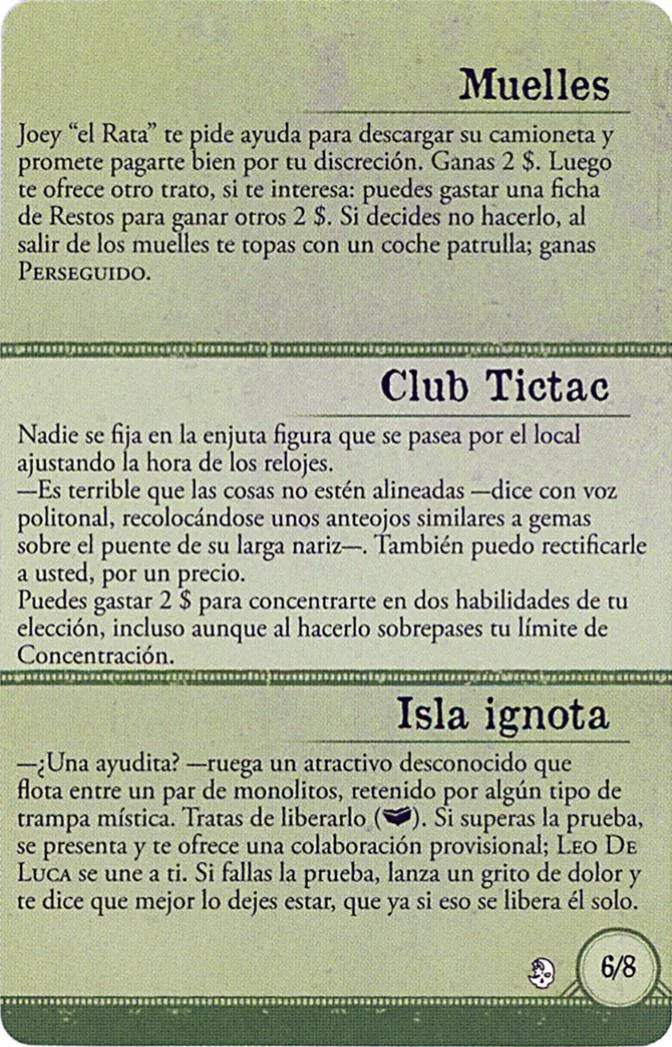 Muelles
Joey “el Rata” te pide ayuda para descargar su camioneta y
promete pagarte bien por tu discreción. Ganas 2 $. Luego
te ofrece otro trato, si te interesa: puedes gastar una ficha
de Restos para ganar otros 2 $. Si decides no hacerlo, al
salir de los muelles te topas con un coche patrulla; ganas
PERSEGUIDO.
Club Tictac
Nadie se fija en la enjuta figura que se pasea por el local
ajustando la hora de los relojes.
—Es terrible que las cosas no estén alineadas —dice con voz
politonal, recolocándose unos anteojos similares a gemas
sobre el puente de su larga nariz—. También puedo rectificarle
a usted, por un precio.
Puedes gastar 2 $ para concentrarte en dos habilidades de tu
elección, incluso aunque al hacerlo sobrepases tu límite de
Concentración.
Isla ignota
—¿Una ayudita? —ruega un atractivo desconocido que
flota entre un par de monolitos, retenido por algún tipo de
trampa mística. Tratas de liberarlo ( ). Si superas la prueba,
se presenta y te ofrece una colaboración provisional; LEO DE
LUCA se une a ti. Si fallas la prueba, lanza un grito de dolor y
te dice que mejor lo dejes estar, que ya si eso se libera él solo.
6/8